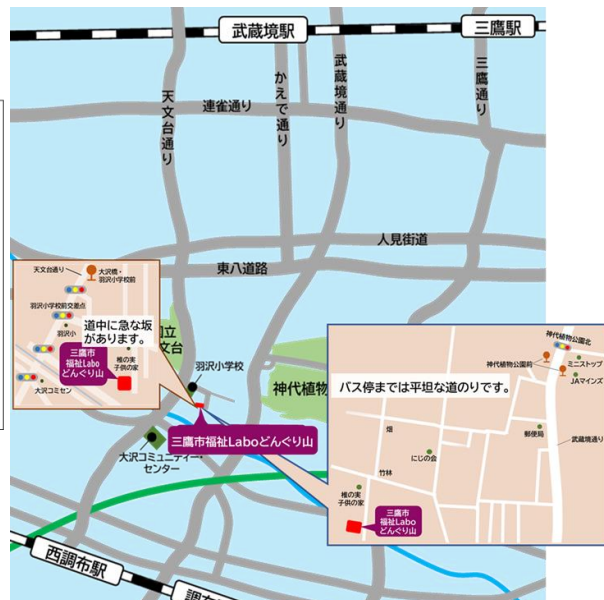 武蔵境駅
三鷹駅
天文台通り
連雀通り
かえで通り
武蔵境通り
三鷹通り
人見街道
東八道路
天文台通り
大沢橋・
羽沢小学校前
羽沢小学校前交差点
羽沢小
道中に急な坂
があります。
三鷹市
福祉Labo
どんぐり山
椎の実
子供の家
大沢コミセン
国立
文台
羽沢小学校
神代植物
三鷹市福祉Laboどんぐり山
大沢コミュニティー・
センター
西調布駅
神代植物公園北
神代植物公園前
ミニストップ
JAマインズ
バス停までは平坦な道のりです。
畑
にじの会
郵便局
武蔵境通り
竹林
椎の実
子供の家
三鷹市
福祉Labo
どんぐり山